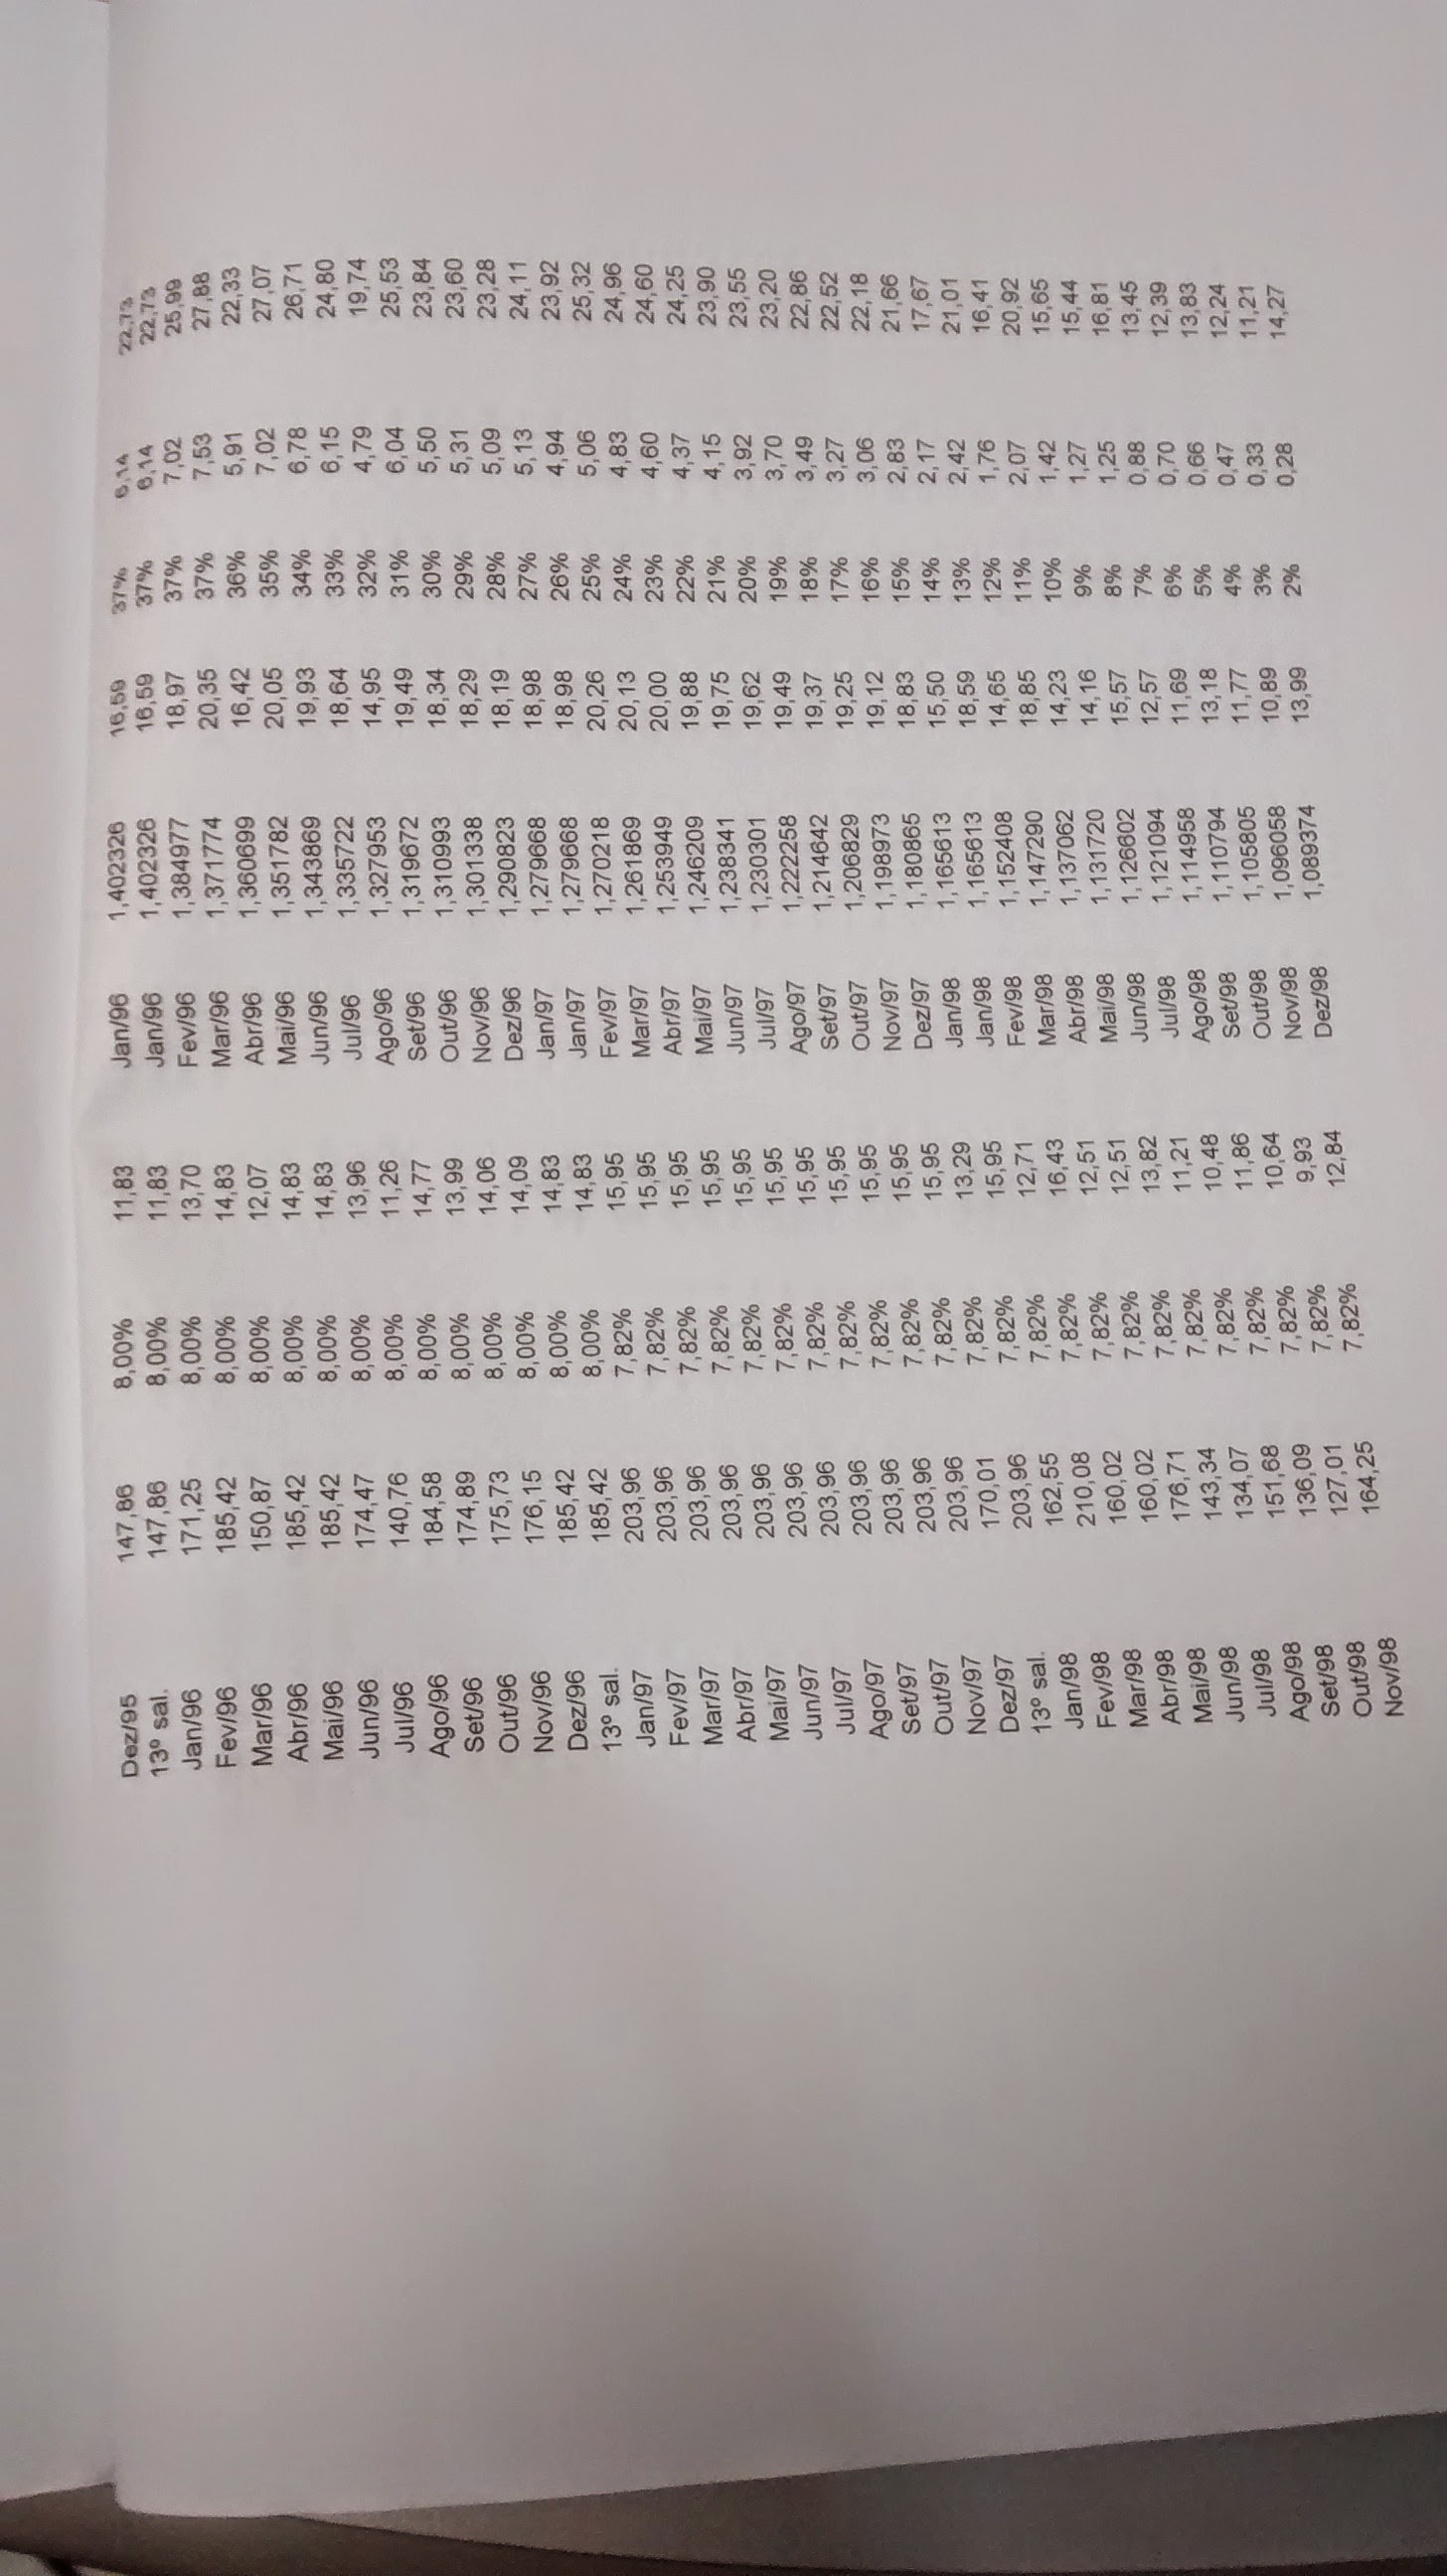 Dez/95 147,86 8,00% 11,83 Jan/96 1,402326 16,59 37% 6,14 22,73
13º sal. 147,86 8,00% 11,83 Jan/96 1,402326 16,59 37% 6,14 22,73
Jan/96 171,25 8,00% 13,70 Fev/96 1,384977 18,97 37% 7,02 25,99
Fev/96 185,42 8,00% 14,83 Mar/96 1,371774 20,35 37% 7,53 27,88
Mar/96 150,87 8,00% 12,07 Abr/96 1,360699 16,42 36% 5,91 22,33
Abr/96 185,42 8,00% 14,83 Mai/96 1,351782 20,05 35% 7,02 27,07
Mai/96 185,42 8,00% 14,83 Jun/96 1,343869 19,93 34% 6,78 26,71
Jun/96 174,47 8,00% 13,96 Jul/96 1,335722 18,64 33% 6,15 24,80
Jul/96 140,76 8,00% 11,26 Ago/96 1,327953 14,95 32% 4,79 19,74
Ago/96 184,58 8,00% 14,77 Set/96 1,319672 19,49 31% 6,04 25,53
Set/96 174,89 8,00% 13,99 Out/96 1,310993 18,34 30% 5,50 23,84
Out/96 175,73 8,00% 14,06 Nov/96 1,301338 18,29 29% 5,31 23,60
Nov/96 176,15 8,00% 14,09 Dez/96 1,290823 18,19 28% 5,09 23,28
Dez/96 185,42 8,00% 14,83 Jan/97 1,279668 18,98 27% 5,13 24,11
13º sal. 185,42 8,00% 14,83 Jan/97 1,279668 18,98 26% 4,94 23,92
Jan/97 203,96 7,82% 15,95 Fev/97 1,270218 20,26 25% 5,06 25,32
Fev/97 203,96 7,82% 15,95 Mar/97 1,261869 20,13 24% 4,83 24,96
Mar/97 203,96 7,82% 15,95 Abr/97 1,253949 20,00 23% 4,60 24,60
Abr/97 203,96 7,82% 15,95 Mai/97 1,246209 19,88 22% 4,37 24,25
Mai/97 203,96 7,82% 15,95 Jun/97 1,238341 19,75 21% 4,15 23,90
Jun/97 203,96 7,82% 15,95 Jul/97 1,230301 19,62 20% 3,92 23,55
Jul/97 203,96 7,82% 15,95 Ago/97 1,222258 19,49 19% 3,70 23,20
Ago/97 203,96 7,82% 15,95 Set/97 1,214642 19,37 18% 3,49 22,86
Set/97 203,96 7,82% 15,95 Out/97 1,206829 19,25 17% 3,27 22,52
Out/97 203,96 7,82% 15,95 Nov/97 1,198973 19,12 16% 3,06 22,18
Nov/97 203,96 7,82% 15,95 Dez/97 1,180865 18,83 15% 2,83 21,66
Dez/97 170,01 7,82% 13,29 Jan/98 1,165613 15,50 14% 2,17 17,67
13º sal. 203,96 7,82% 15,95 Jan/98 1,165613 18,59 13% 2,42 21,01
Jan/98 162,55 7,82% 12,71 Fev/98 1,152408 14,65 12% 1,76 16,41
Fev/98 210,08 7,82% 16,43 Mar/98 1,147290 18,85 11% 2,07 20,92
Mar/98 160,02 7,82% 12,51 Abr/98 1,137062 14,23 10% 1,42 15,65
Abr/98 160,02 7,82% 12,51 Mai/98 1,131720 14,16 9% 1,27 15,44
Mai/98 176,71 7,82% 13,82 Jun/98 1,126602 15,57 8% 1,25 16,81
Jun/98 143,34 7,82% 11,21 Jul/98 1,121094 12,57 7% 0,88 13,45
Jul/98 134,07 7,82% 10,48 Ago/98 1,114958 11,69 6% 0,70 12,39
Ago/98 151,68 7,82% 11,86 Set/98 1,110794 13,18 5% 0,66 13,83
Set/98 136,09 7,82% 10,64 Out/98 1,105805 11,77 4% 0,47 12,24
Out/98 127,01 7,82% 9,93 Nov/98 1,096058 10,89 3% 0,33 11,21
Nov/98 164,25 7,82% 12,84 Dez/98 1,089374 13,99 2% 0,28 14,27